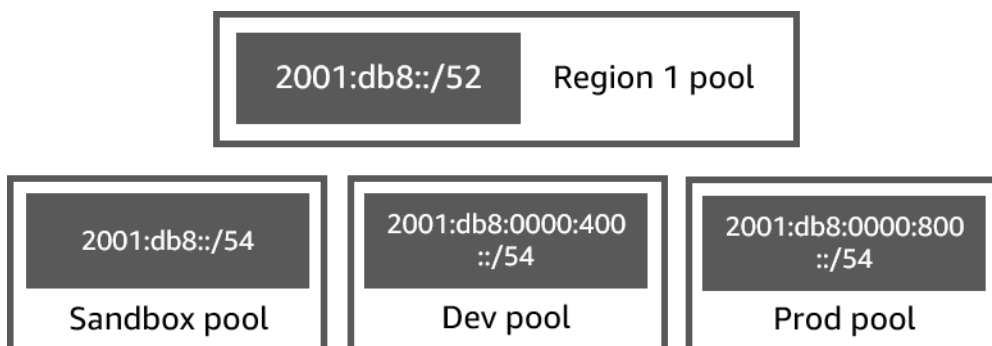 2001:db8::/52
Region 1 pool
2001:db8::/54
Sandbox pool
2001:db8:0000:400
::/54
Dev pool
2001:db8:0000:800
::/54
Prod pool